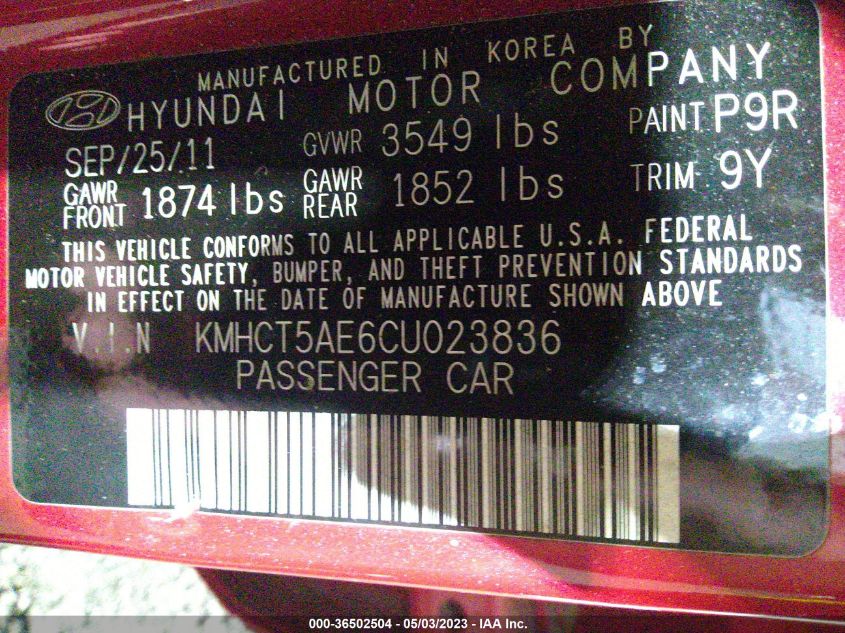 MANUFACTURED IN KOREA BY
HYUNDAI MOTOR COMPANY
SEP/25/11 GVWR 3549 lbs PAINT P9R
GAWR FRONT 1874 lbs GAWR REAR 1852 lbs TRIM 9Y
THIS VEHICLE CONFORMS TO ALL APPLICABLE U.S.A. FEDERAL
MOTOR VEHICLE SAFETY, BUMPER, AND THEFT PREVENTION STANDARDS
IN EFFECT ON THE DATE OF MANUFACTURE SHOWN ABOVE
V.I.N KMHCT5AE6CU023836
PASSENGER CAR
000-36502504 - 05/03/2023 - IAA Inc.